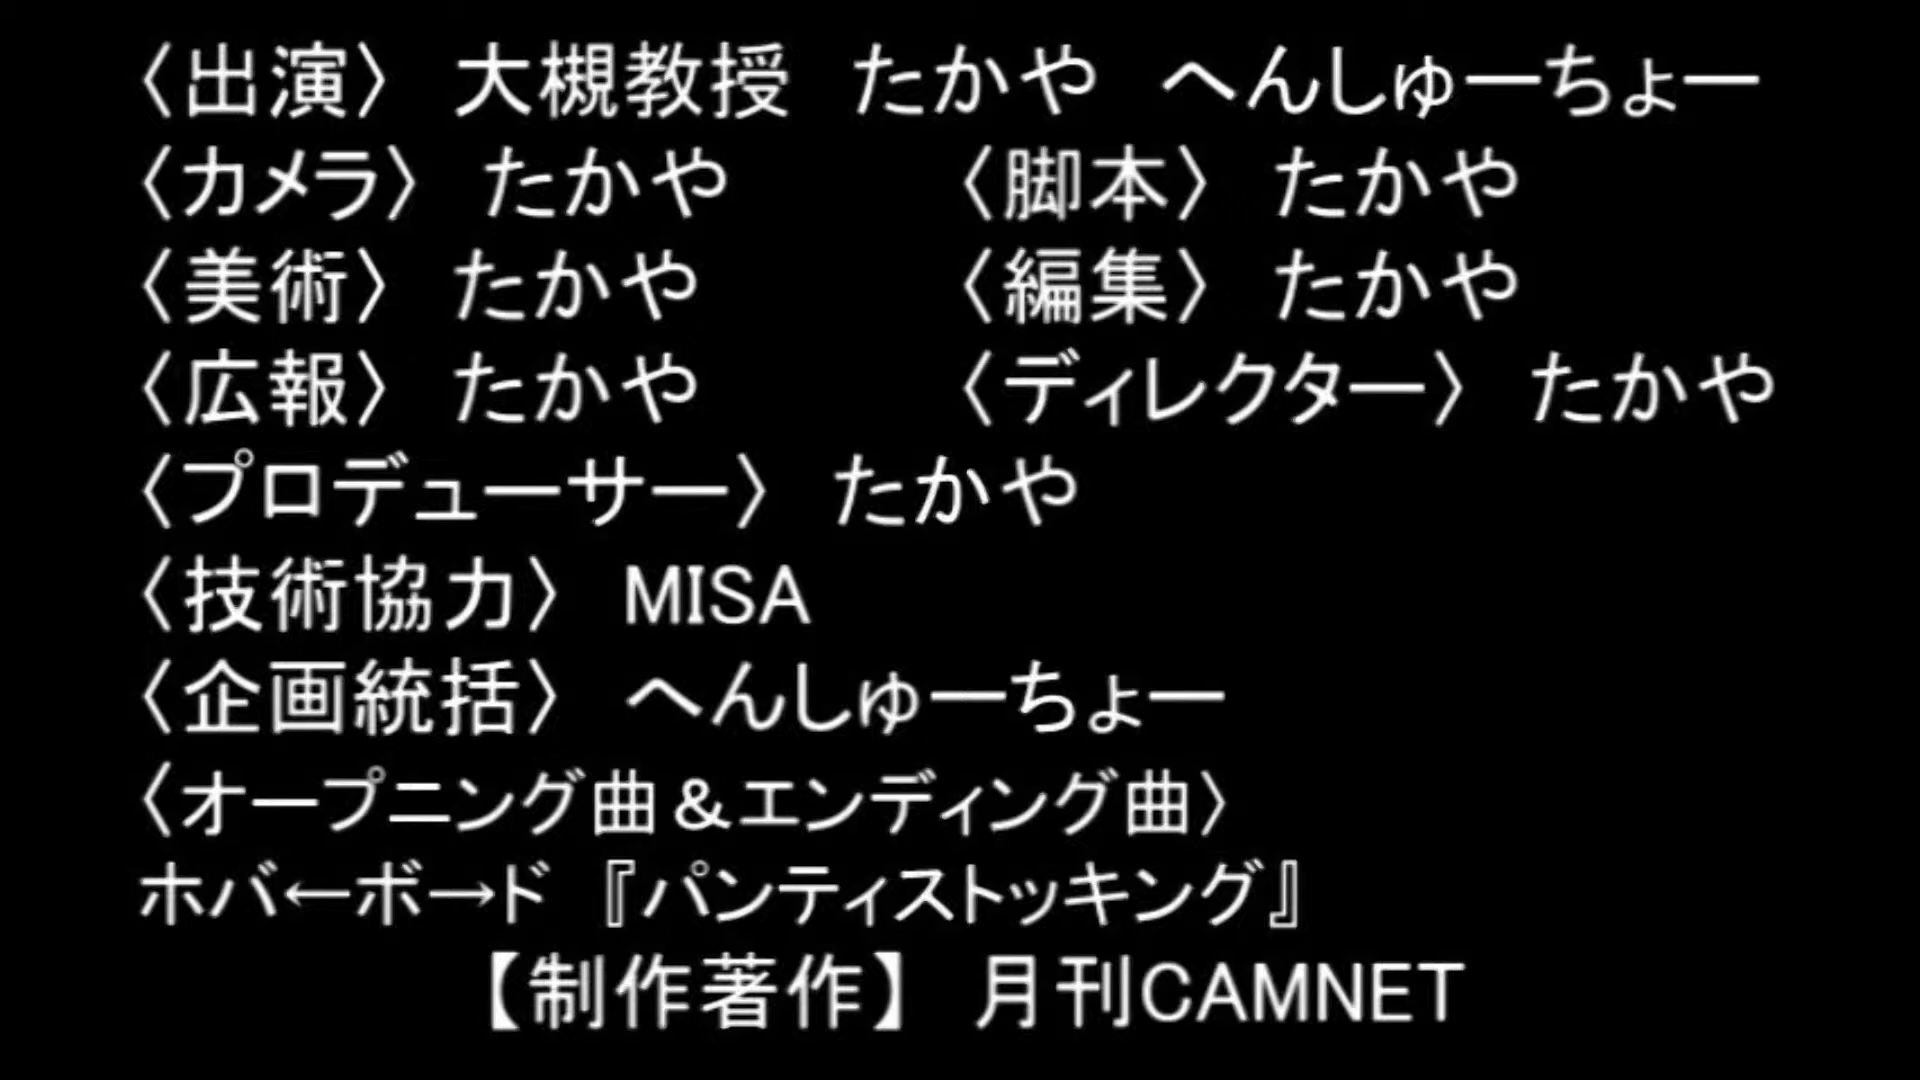 〈出演〉 大槻教授　たかや　へんしゅーちょー
〈カメラ〉 たかや　　　〈脚本〉 たかや
〈美術〉 たかや　　　〈編集〉 たかや
〈広報〉 たかや　　　〈ディレクター〉 たかや
〈プロデューサー〉 たかや
〈技術協力〉 MISA
〈企画統括〉 へんしゅーちょー
〈オープニング曲＆エンディング曲〉
ホバ←ボ→ド 『パンティストッキング』
【制作著作】 月刊CAMNET